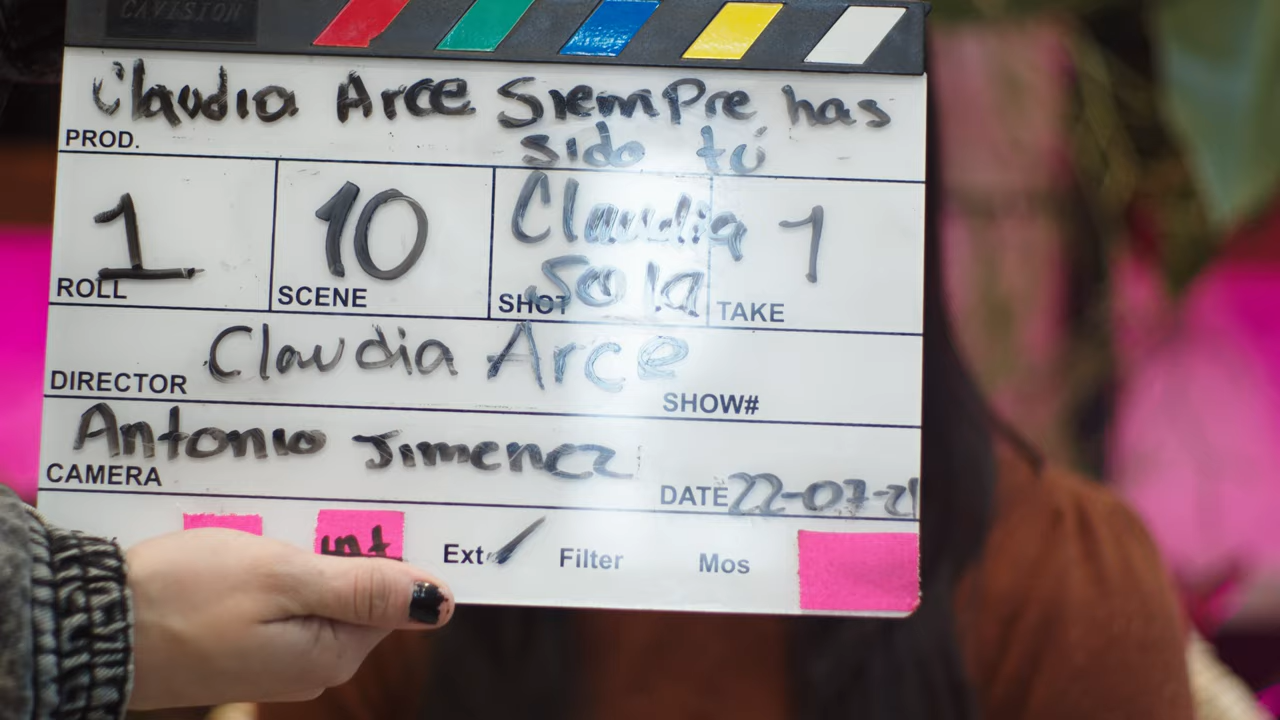 CAVISION
Claudia Arce Siempre has
sido tú
PROD.
1
ROLL
10
SCENE
Claudia
sola
SHOT
1
TAKE
Claudia Arce
DIRECTOR
SHOW#
Antonio Jimenez
CAMERA
DATE 22-07-21
int
Ext
Filter
Mos